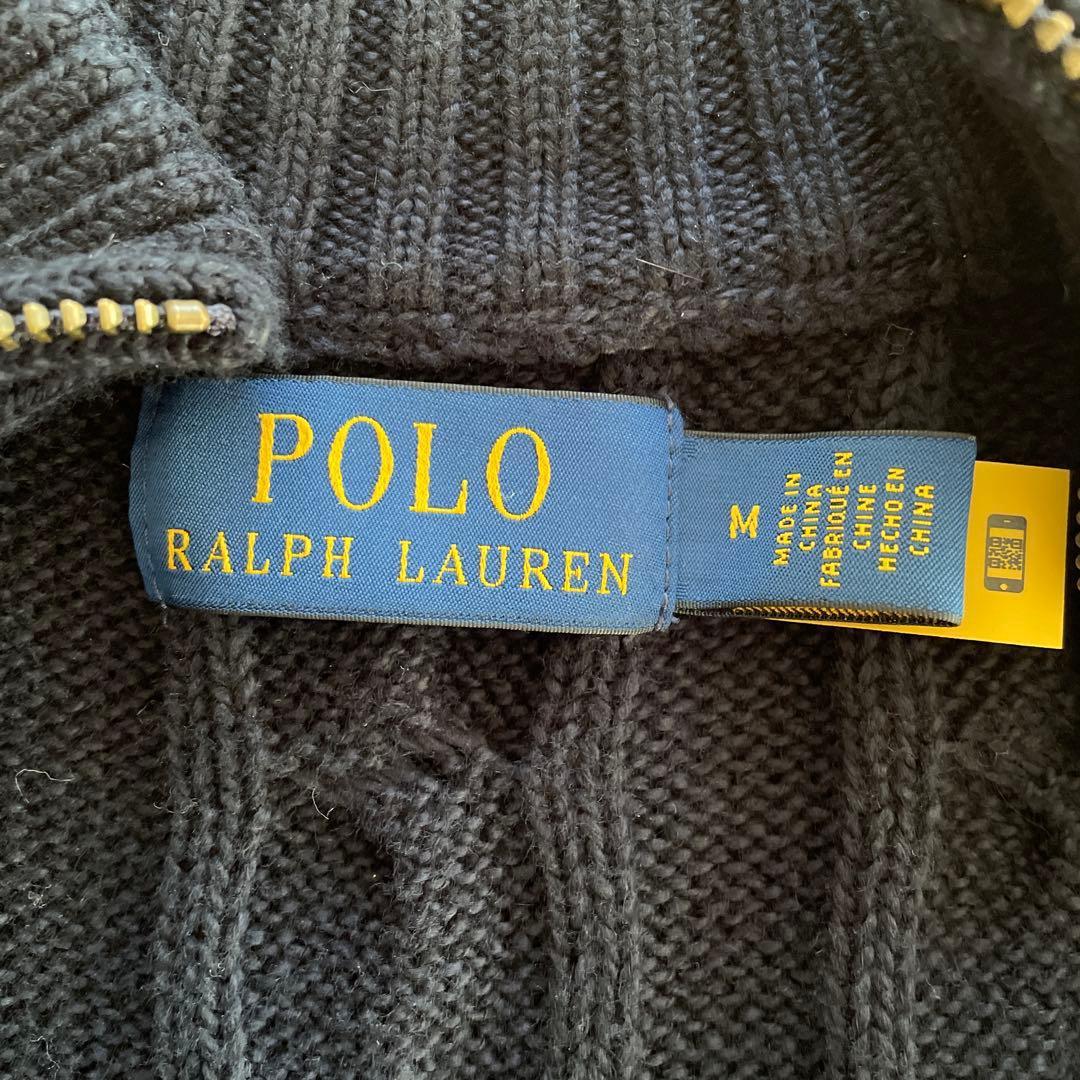 POLO
RALPH LAUREN
M
MADE IN
CHINA
FABRIQUÉ EN
CHINE
HECHO EN
CHINA